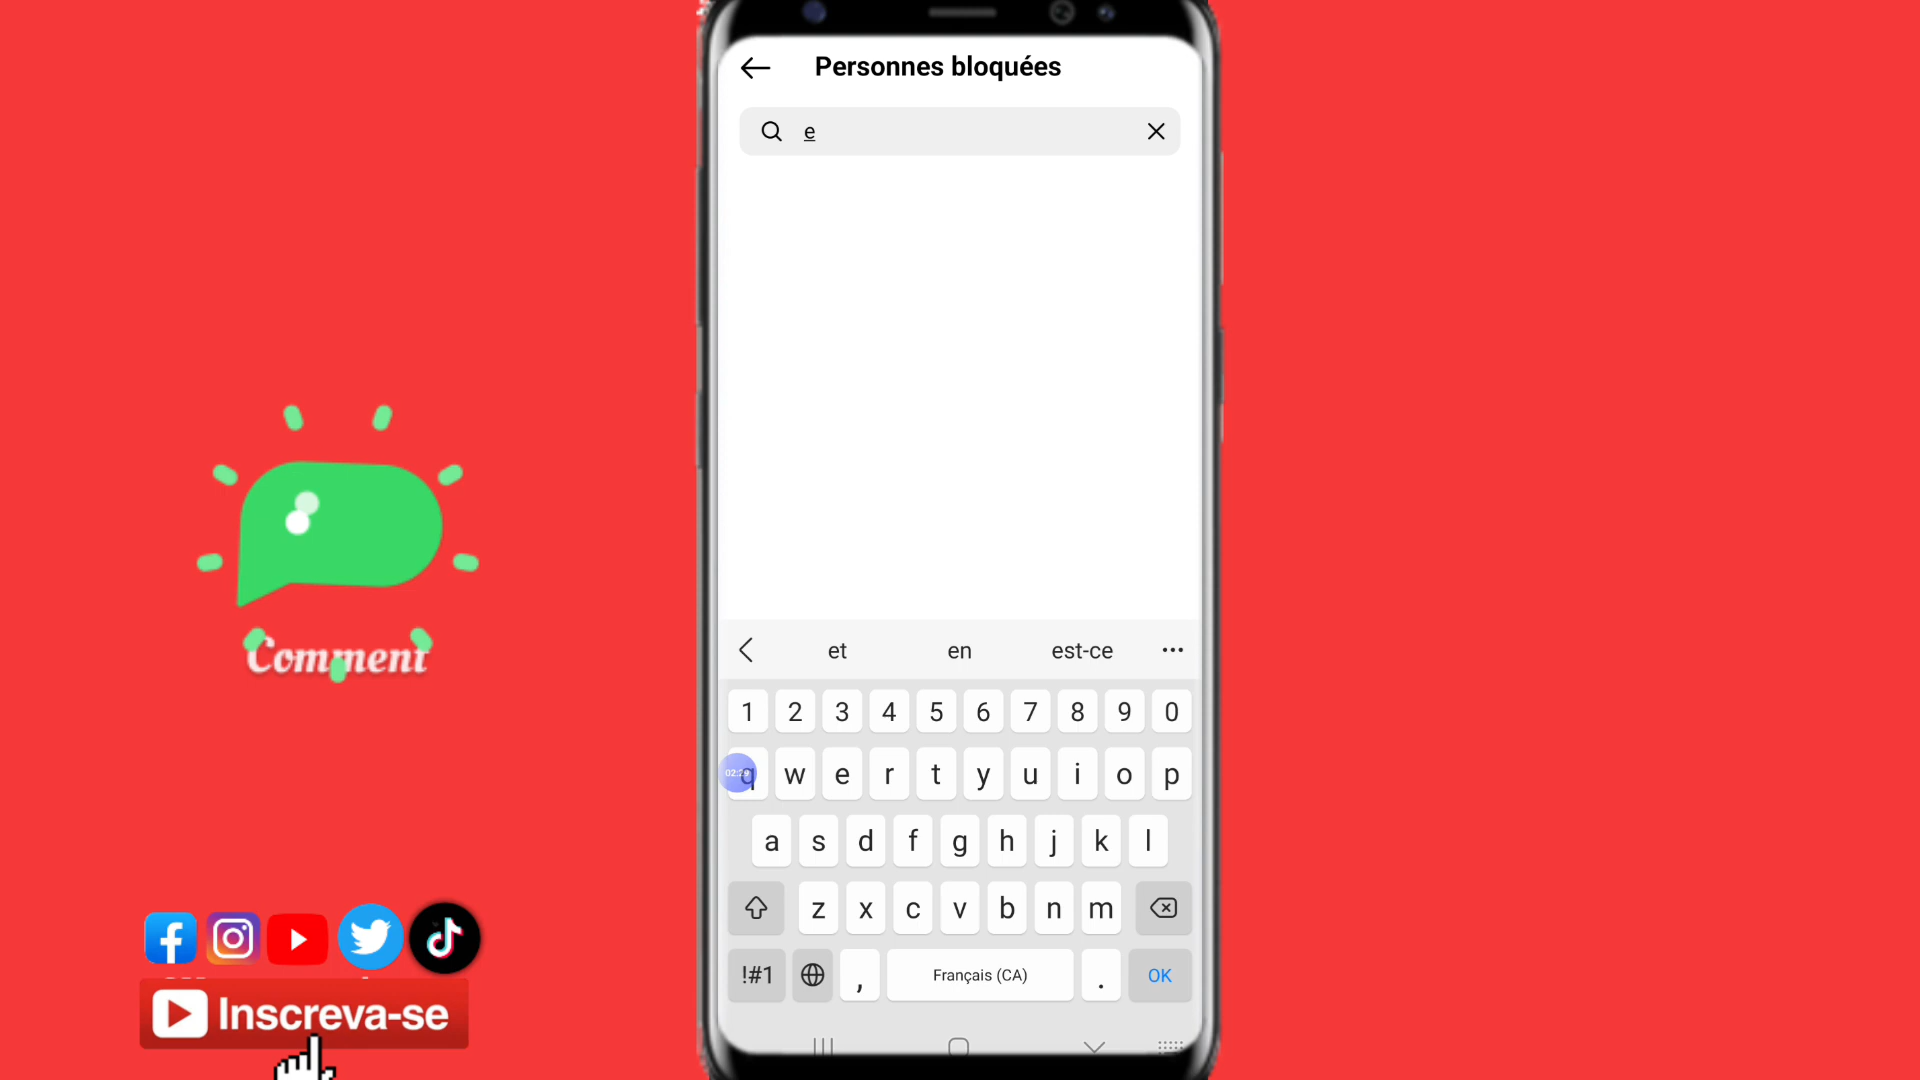 Personnes bloquées
e
et en est-ce ...
1 2 3 4 5 6 7 8 9 0
q w e r t y u i o p
a s d f g h j k l
z x c v b n m
!#1 , Français (CA) . OK
Comment
Inscreva-se